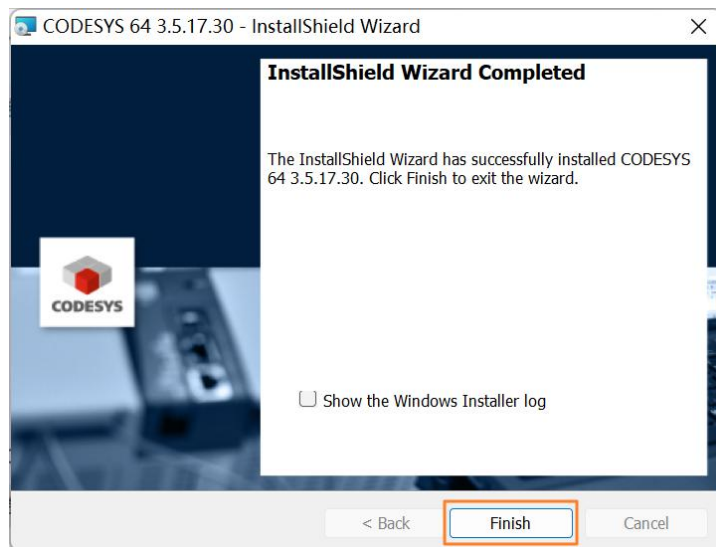 CODESYS 64 3.5.17.30 - InstallShield Wizard
InstallShield Wizard Completed
The InstallShield Wizard has successfully installed CODESYS
64 3.5.17.30. Click Finish to exit the wizard.
CODESYS
Show the Windows Installer log
< Back Finish Cancel